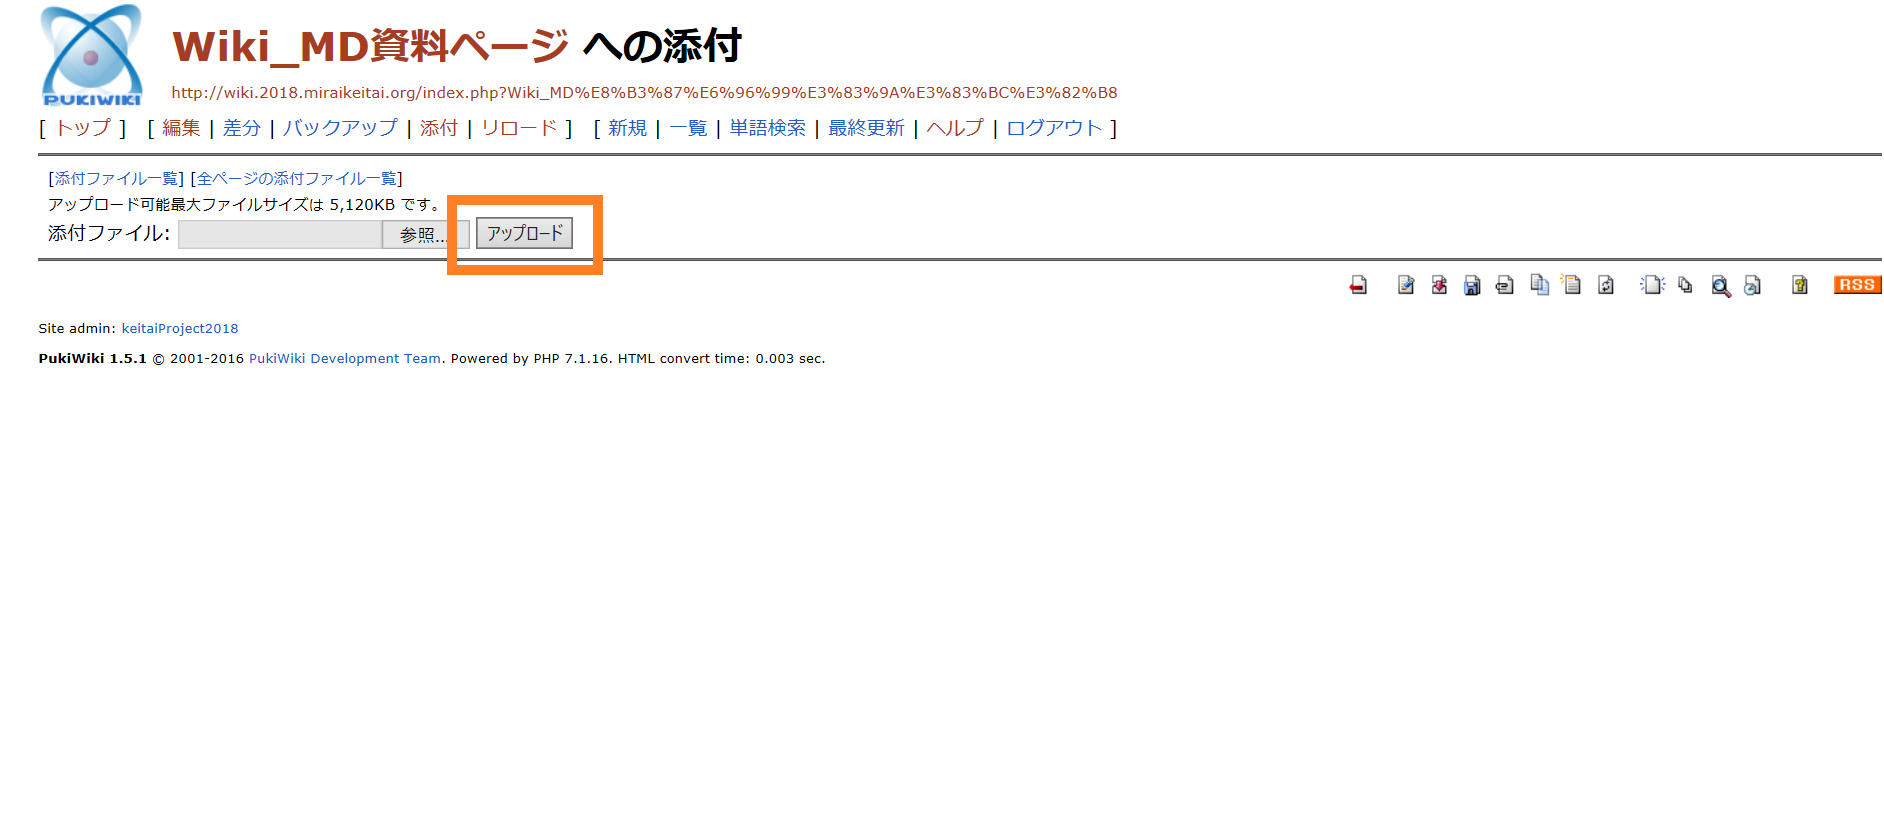 PUKIWIKI
Wiki_MD資料ページ への添付
http://wiki.2018.miraikeitai.org/index.php?Wiki_MD%E8%B3%87%E6%96%99%E3%83%9A%E3%83%BC%E3%82%B8
[ トップ ] [ 編集 | 差分 | バックアップ | 添付 | リロード ] [ 新規 | 一覧 | 単語検索 | 最終更新 | ヘルプ | ログアウト ]
[添付ファイル一覧] [全ページの添付ファイル一覧]
アップロード可能最大ファイルサイズは 5,120KB です。
添付ファイル: 参照... アップロード
RSS
Site admin: keitaiProject2018
PukiWiki 1.5.1 © 2001-2016 PukiWiki Development Team. Powered by PHP 7.1.16. HTML convert time: 0.003 sec.